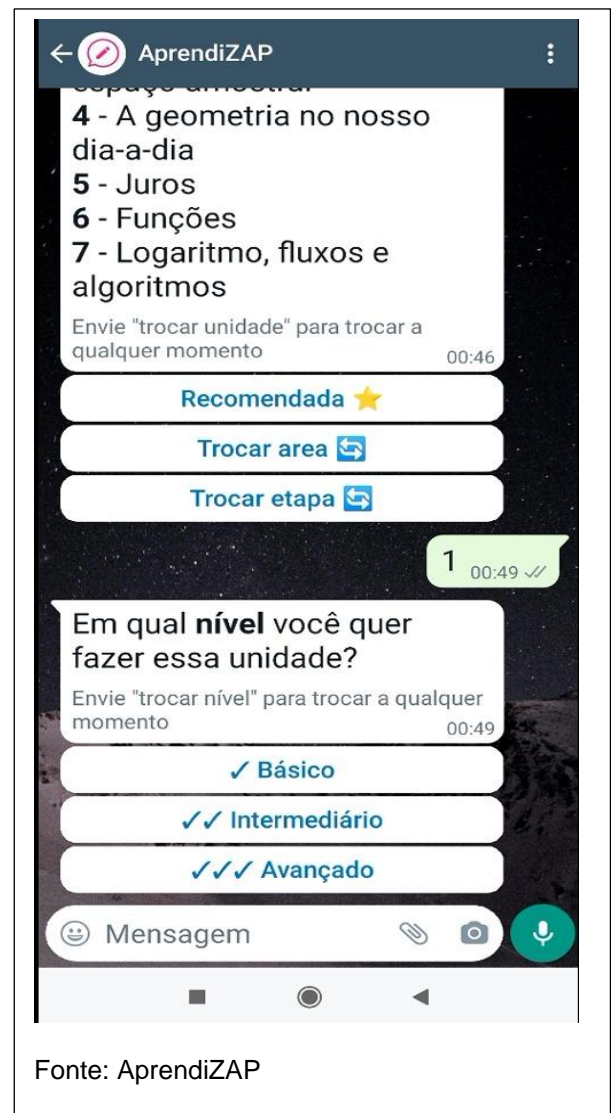 AprendiZAP
4 - A geometria no nosso
dia-a-dia
5 - Juros
6 - Funções
7 - Logaritmo, fluxos e
algoritmos
Envie "trocar unidade" para trocar a
qualquer momento 00:46
Recomendada ⭐
Trocar area 🔄
Trocar etapa 🔄
1 00:49
Em qual nível você quer
fazer essa unidade?
Envie "trocar nível" para trocar a qualquer
momento 00:49
✓ Básico
✓✓ Intermediário
✓✓✓ Avançado
Mensagem
Fonte: AprendiZAP